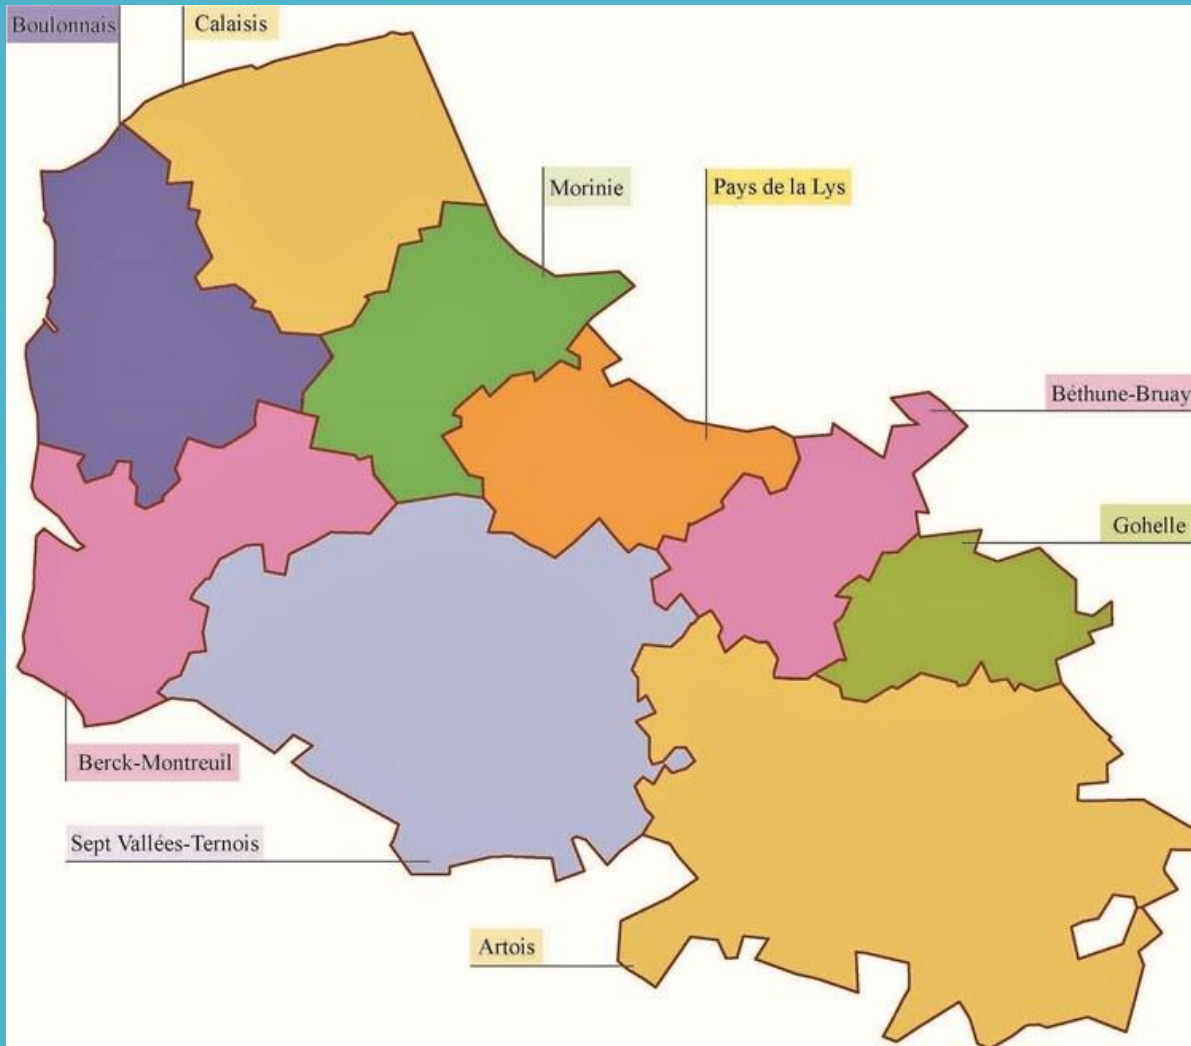 Boulonnais
Calaisis
Morinie
Pays de la Lys
Béthune-Bruay
Gohelle
Berck-Montreuil
Sept Vallées-Ternois
Artois